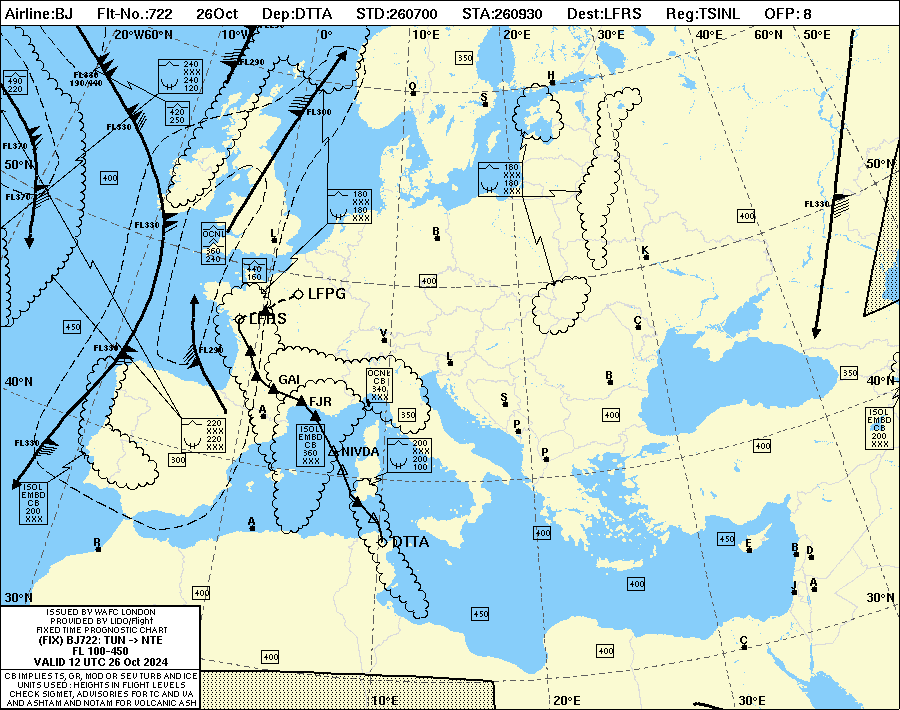 Airline:BJ Flt-No.:722 26Oct Dep:DTTA STD:260700 STA:260930 Dest:LFRS Reg:TSINL OFP: 8
20°W60°N 10°W 0° 10°E 20°E 30°E 40°E 60°N 50°E
FL290
350
240
XXX
240
120
FL330
190/440
490
220
H
O
S
420
250
FL300
FL330
FL370
50°N
50°N
400
180
XXX
180
XXX
180
XXX
180
XXX
FL370
FL330
400
FL330
OCNL
360
240
L
B
K
440
160
400
LFPG
LFRS
C
450
V
FL330
FL290
L
40°N
GAI
OCNL
CB
340
XXX
B
350
40°N
FJR
S
A
350
400
P
ISOL
EMBD
CB
200
XXX
220
XXX
220
XXX
ISOL
EMBD
CB
360
XXX
FL330
300
NIVDA
200
XXX
200
100
P
400
ISOL
EMBD
CB
200
XXX
A
R
DTTA
400
450
E
B
D
400
400
J
A
30°N
30°N
450
C
400
400
ISSUED BY WAFC LONDON
PROVIDED BY LIDO/Flight
FIXED TIME PROGNOSTIC CHART
(FIX) BJ722: TUN -> NTE
FL 100-450
VALID 12 UTC 26 Oct 2024
CB IMPLIES TS, GR, MOD OR SEV TURB AND ICE
UNITS USED : HEIGHTS IN FLIGHT LEVELS
CHECK SIGMET, ADVISORIES FOR TC AND VA
AND ASHTAM AND NOTAM FOR VOLCANIC ASH
10°E 20°E 30°E